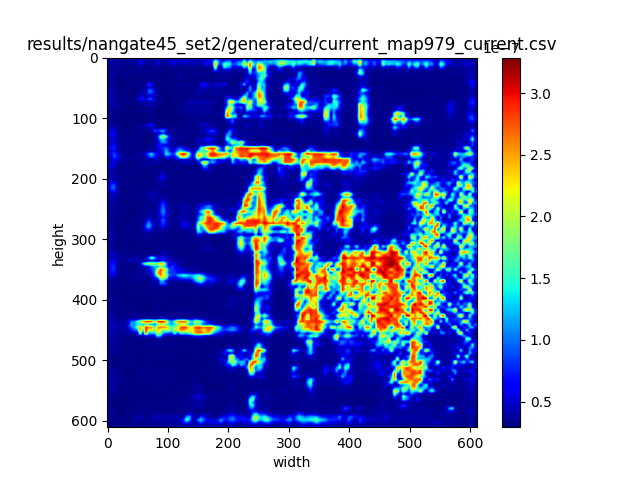 results/nangate45_set2/generated/current_map979_current.csv
1e−7
0
100
200
300
400
500
600
height
0 100 200 300 400 500 600
width
3.0
2.5
2.0
1.5
1.0
0.5